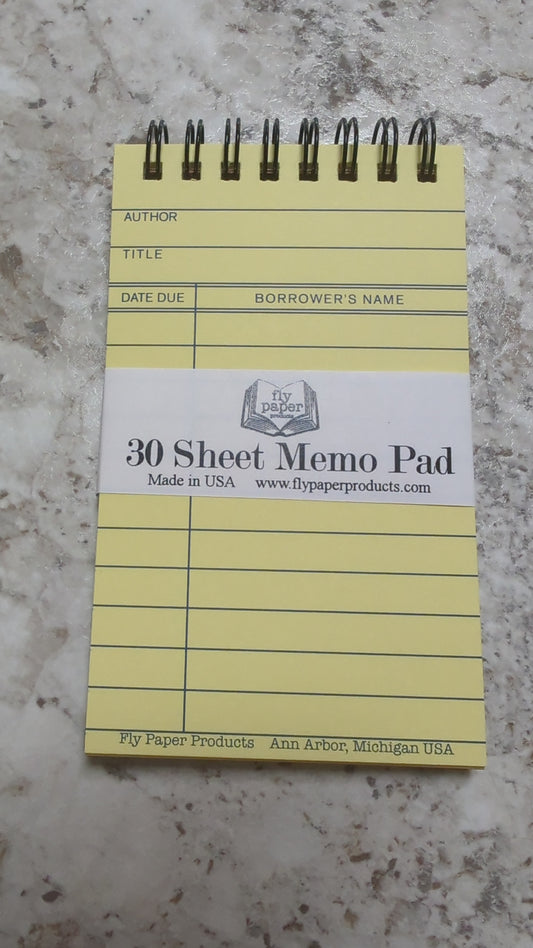 AUTHOR
TITLE
DATE DUE BORROWER'S NAME
fly
paper
products
30 Sheet Memo Pad
Made in USA www.flypaperproducts.com
Fly Paper Products Ann Arbor, Michigan USA